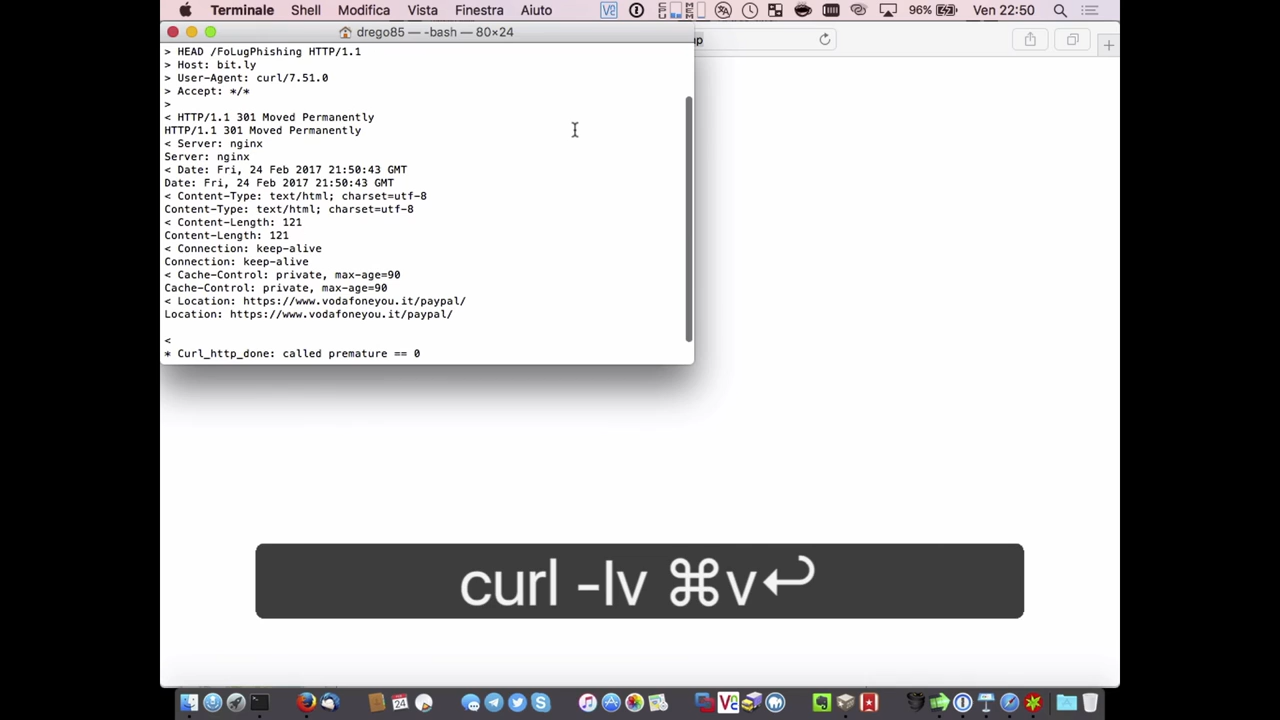 Terminale Shell Modifica Vista Finestra Aiuto 96% Ven 22:50
drego85 — -bash — 80×24
> HEAD /FoLugPhishing HTTP/1.1
> Host: bit.ly
> User-Agent: curl/7.51.0
> Accept: */*
>
< HTTP/1.1 301 Moved Permanently
HTTP/1.1 301 Moved Permanently
< Server: nginx
Server: nginx
< Date: Fri, 24 Feb 2017 21:50:43 GMT
Date: Fri, 24 Feb 2017 21:50:43 GMT
< Content-Type: text/html; charset=utf-8
Content-Type: text/html; charset=utf-8
< Content-Length: 121
Content-Length: 121
< Connection: keep-alive
Connection: keep-alive
< Cache-Control: private, max-age=90
Cache-Control: private, max-age=90
< Location: https://www.vodafoneyou.it/paypal/
Location: https://www.vodafoneyou.it/paypal/
<
* Curl_http_done: called premature == 0
curl -Iv ⌘v↩